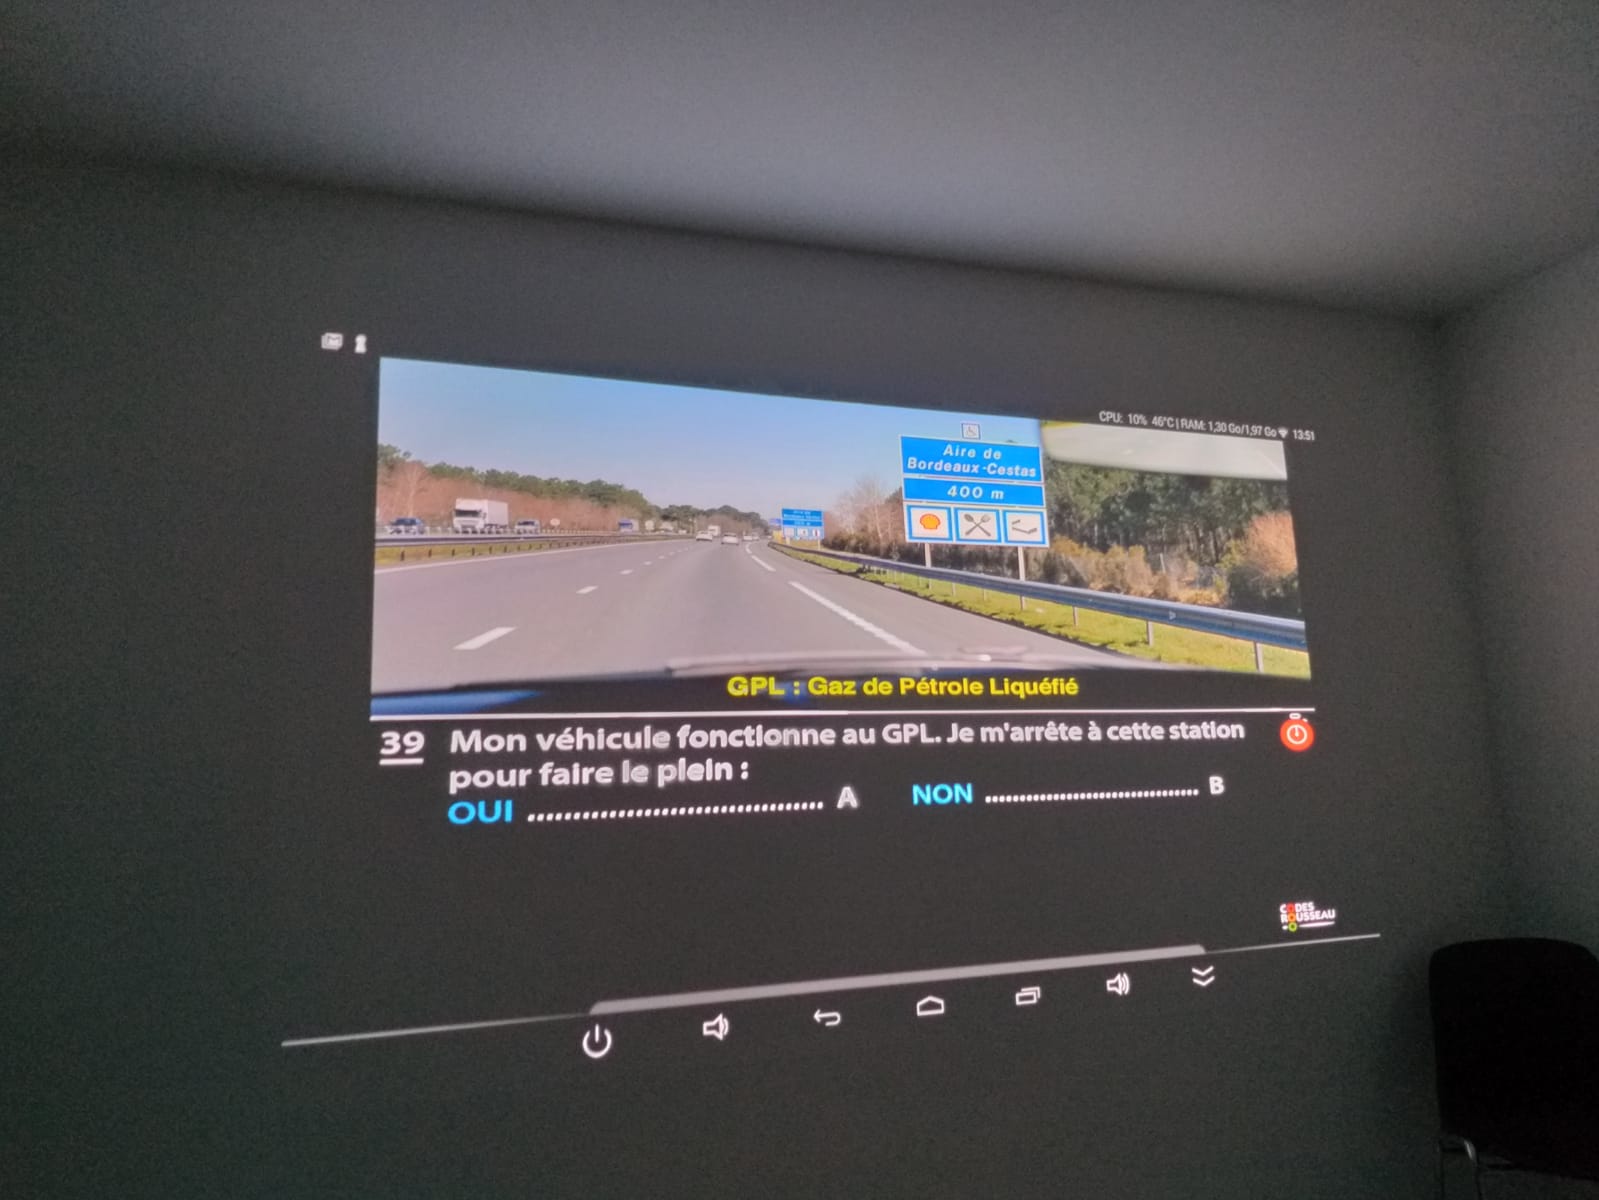 CPU: 10% 46°C | RAM: 1,30 Go/1,97 Go 13:51
Aire de
Bordeaux-Cestas
400 m
GPL : Gaz de Pétrole Liquéfié
39 Mon véhicule fonctionne au GPL. Je m'arrête à cette station
pour faire le plein :
OUI ................................. A NON ................................. B
CODES
ROUSSEAU